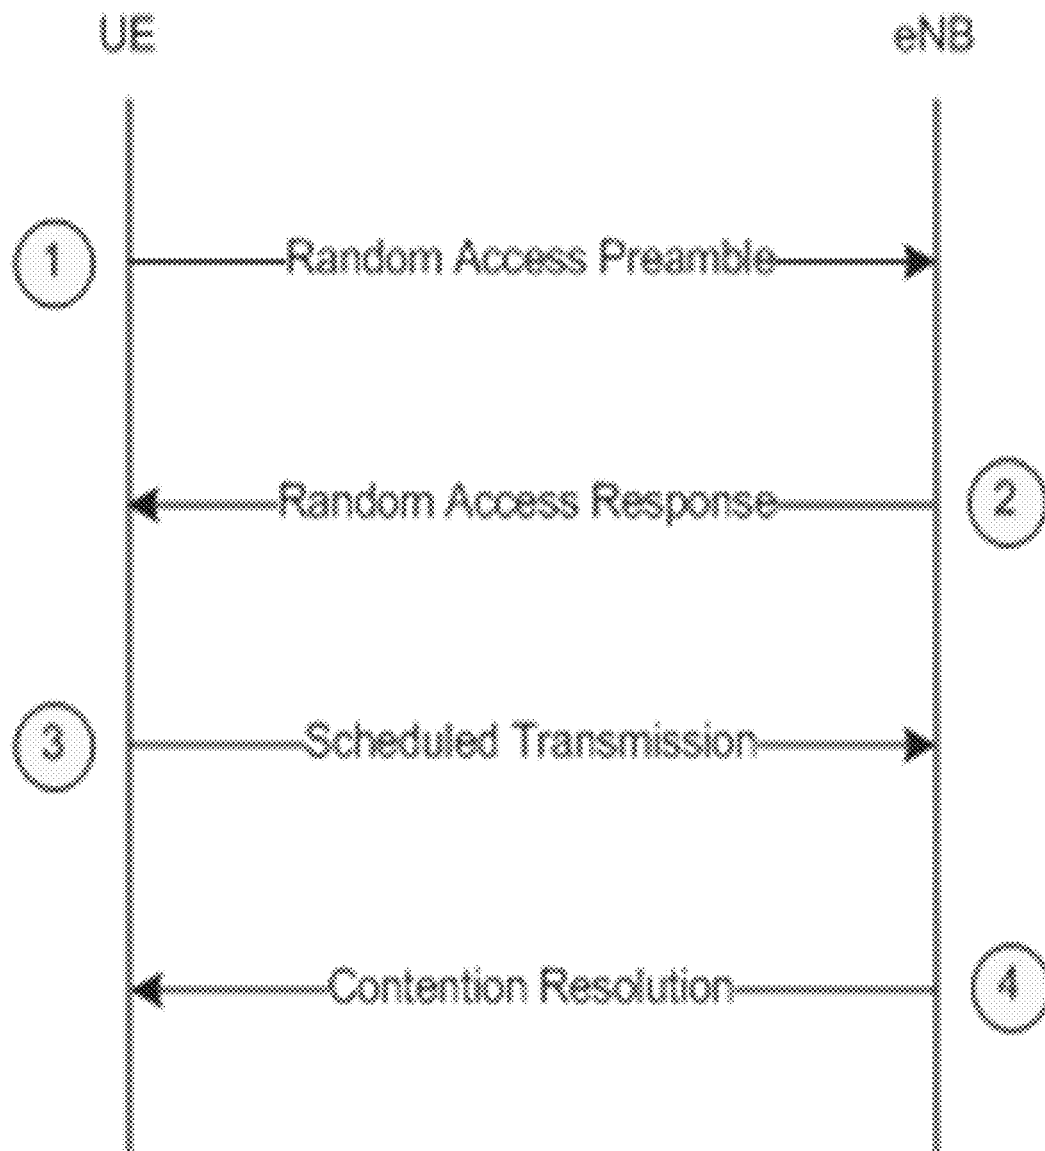 UE
eNB
1
Random Access Preamble
Random Access Response
2
3
Scheduled Transmission
Contention Resolution
4